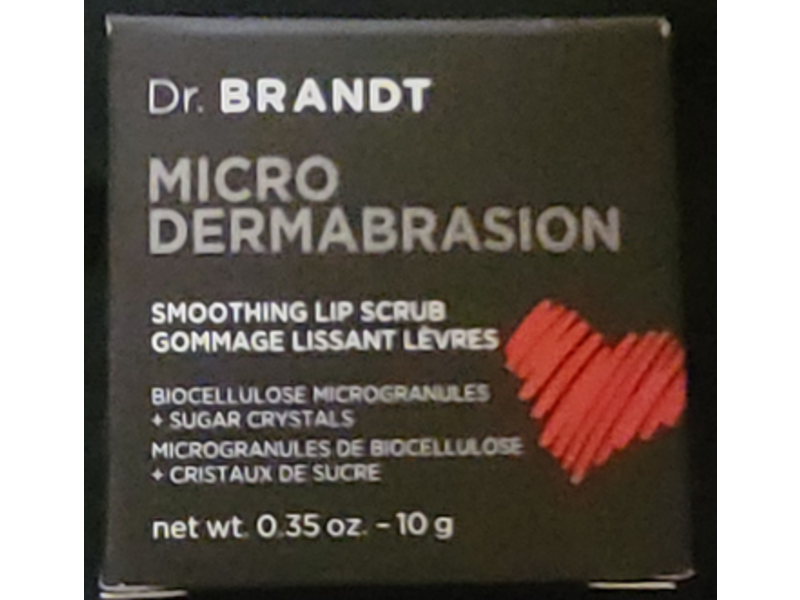 Dr. BRANDT
MICRO
DERMABRASION
SMOOTHING LIP SCRUB
GOMMAGE LISSANT LÈVRES
BIOCELLULOSE MICROGRANULES
+ SUGAR CRYSTALS
MICROGRANULES DE BIOCELLULOSE
+ CRISTAUX DE SUCRE
net wt. 0.35 oz. - 10 g